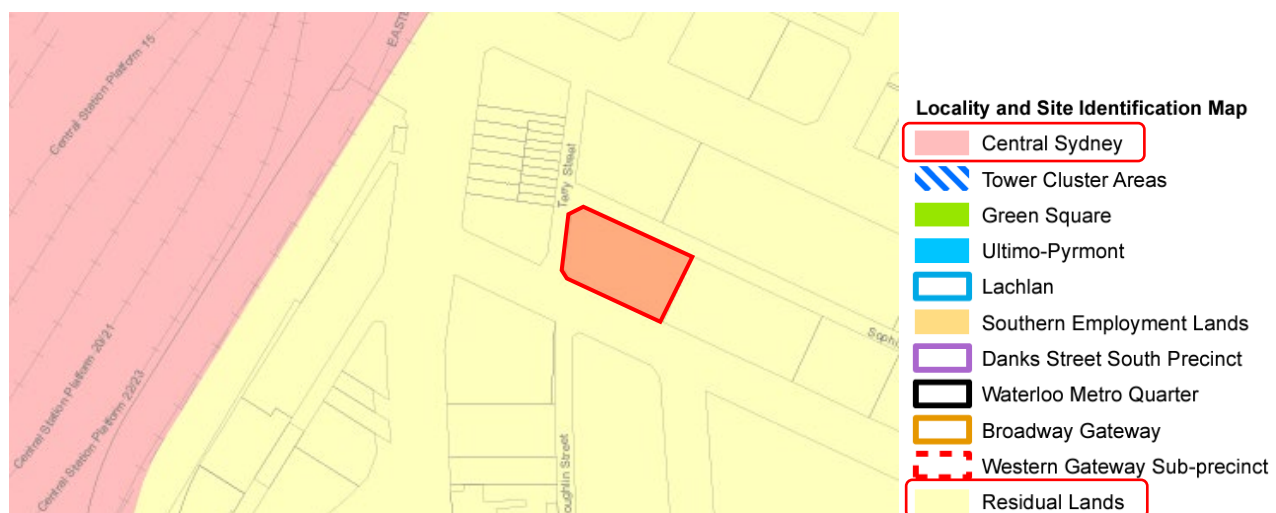 Central Station Platform 15
EAST
Central Station Platform 20/21
Central Station Platform 22/23
Terry Street
Sophi
oughlin Street
Locality and Site Identification Map
Central Sydney
Tower Cluster Areas
Green Square
Ultimo-Pyrmont
Lachlan
Southern Employment Lands
Danks Street South Precinct
Waterloo Metro Quarter
Broadway Gateway
Western Gateway Sub-precinct
Residual Lands